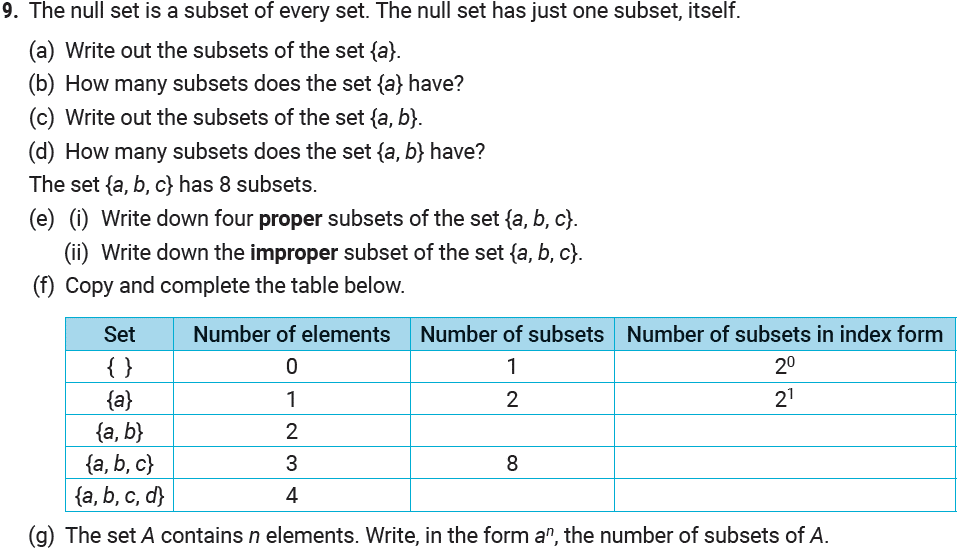 9. The null set is a subset of every set. The null set has just one subset, itself.
(a) Write out the subsets of the set {a}.
(b) How many subsets does the set {a} have?
(c) Write out the subsets of the set {a, b}.
(d) How many subsets does the set {a, b} have?
The set {a, b, c} has 8 subsets.
(e) (i) Write down four proper subsets of the set {a, b, c}.
(ii) Write down the improper subset of the set {a, b, c}.
(f) Copy and complete the table below.
Set Number of elements Number of subsets Number of subsets in index form
{ } 0 1 2⁰
{a} 1 2 2¹
{a, b} 2
{a, b, c} 3 8
{a, b, c, d} 4
(g) The set A contains n elements. Write, in the form aⁿ, the number of subsets of A.